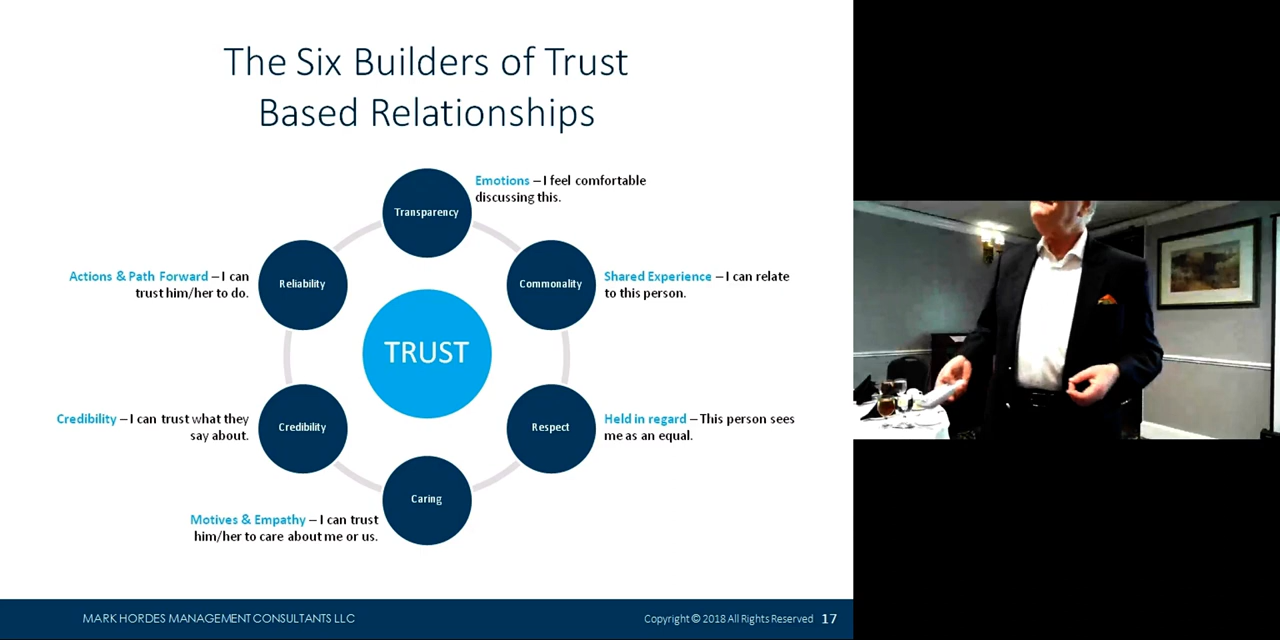 The Six Builders of Trust
Based Relationships
Transparency
Emotions – I feel comfortable
discussing this.
Commonality
Shared Experience – I can relate
to this person.
Respect
Held in regard – This person sees
me as an equal.
Caring
Motives & Empathy – I can trust
him/her to care about me or us.
Credibility
Credibility – I can trust what they
say about.
Reliability
Actions & Path Forward – I can
trust him/her to do.
TRUST
MARK HORDES MANAGEMENT CONSULTANTS LLC
Copyright © 2018 All Rights Reserved 17